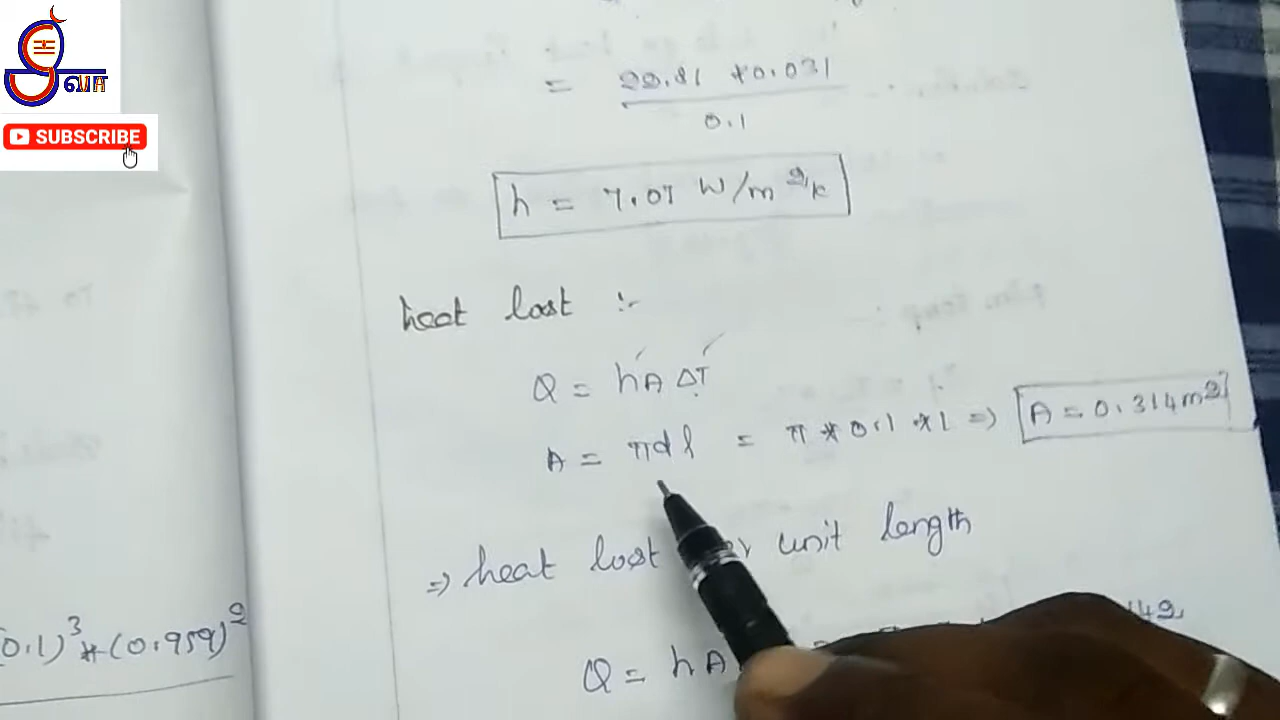 வா
SUBSCRIBE
= 22.81 * 0.031
0.1
h = 7.07 W/m²K
heat lost :-
Q = hA ΔT
A = πdl = π * 0.1 * 1 => A = 0.314m²
=> heat lost unit length
Q = hA
(0.1)³ * (0.959)²